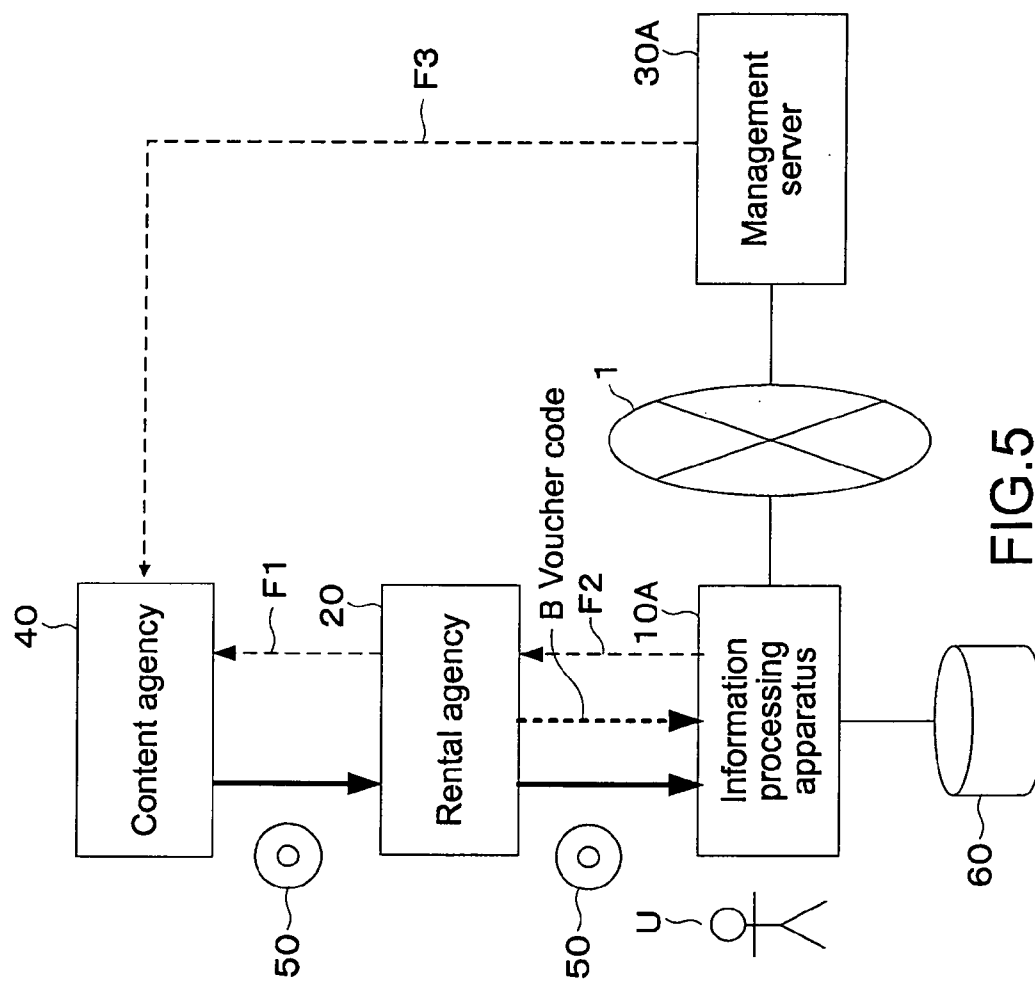 40
Content agency
F1
F3
50
20
Rental agency
B Voucher code
F2
50
U
10A
Information
processing
apparatus
1
30A
Management
server
60
FIG.5